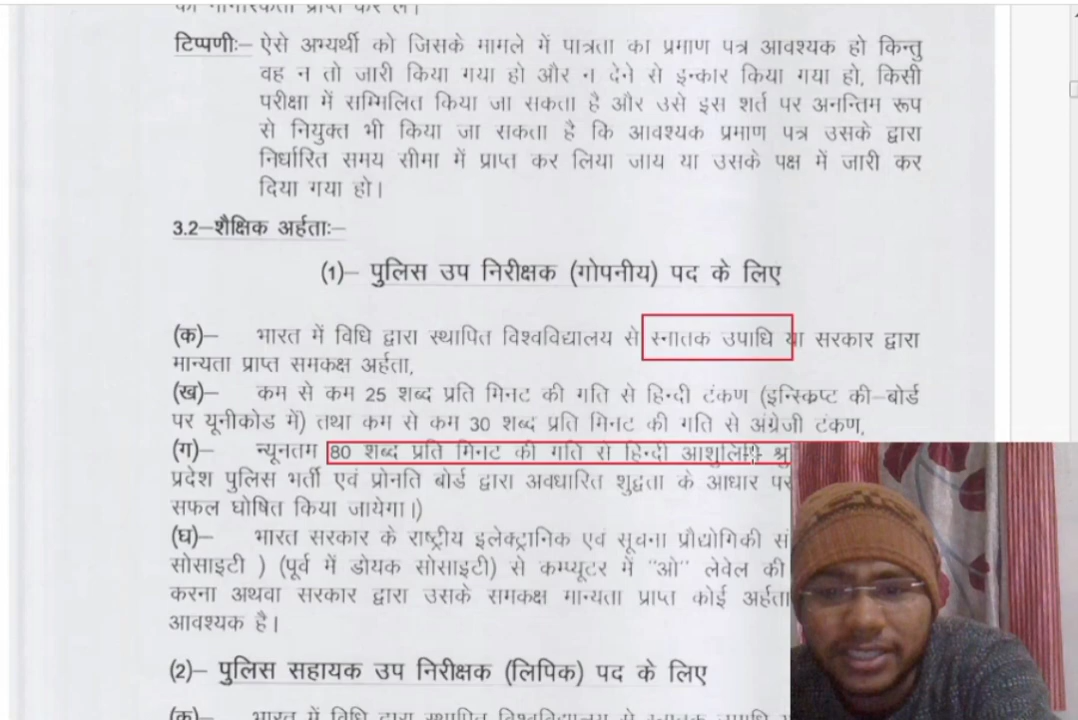 टिप्पणीः– ऐसे अभ्यर्थी को जिसके मामले में पात्रता का प्रमाण पत्र आवश्यक हो किन्तु
वह न तो जारी किया गया हो और न देने से इन्कार किया गया हो, किसी
परीक्षा में सम्मिलित किया जा सकता है और उसे इस शर्त पर अनन्तिम रूप
से नियुक्त भी किया जा सकता है कि आवश्यक प्रमाण पत्र उसके द्वारा
निर्धारित समय सीमा में प्राप्त कर लिया जाय या उसके पक्ष में जारी कर
दिया गया हो।
3.2–शैक्षिक अर्हताः–
(1)– पुलिस उप निरीक्षक (गोपनीय) पद के लिए
(क)– भारत में विधि द्वारा स्थापित विश्वविद्यालय से स्नातक उपाधि या सरकार द्वारा
मान्यता प्राप्त समकक्ष अर्हता,
(ख)– कम से कम 25 शब्द प्रति मिनट की गति से हिन्दी टंकण (इन्स्क्रिप्ट की–बोर्ड
पर यूनीकोड में) तथा कम से कम 30 शब्द प्रति मिनट की गति से अंग्रेजी टंकण,
(ग)– न्यूनतम 80 शब्द प्रति मिनट की गति से हिन्दी आशुलिपि
प्रदेश पुलिस भर्ती एवं प्रोनति बोर्ड द्वारा अवधारित शुद्धता के आधार पर
सफल घोषित किया जायेगा।)
(घ)– भारत सरकार के राष्ट्रीय इलेक्ट्रानिक एवं सूचना प्रौद्योगिकी
सोसाइटी ) (पूर्व में डोयक सोसाइटी) से कम्प्यूटर में "ओ" लेवेल की
करना अथवा सरकार द्वारा उसके समकक्ष मान्यता प्राप्त कोई अर्हता
आवश्यक है।
(2)– पुलिस सहायक उप निरीक्षक (लिपिक) पद के लिए